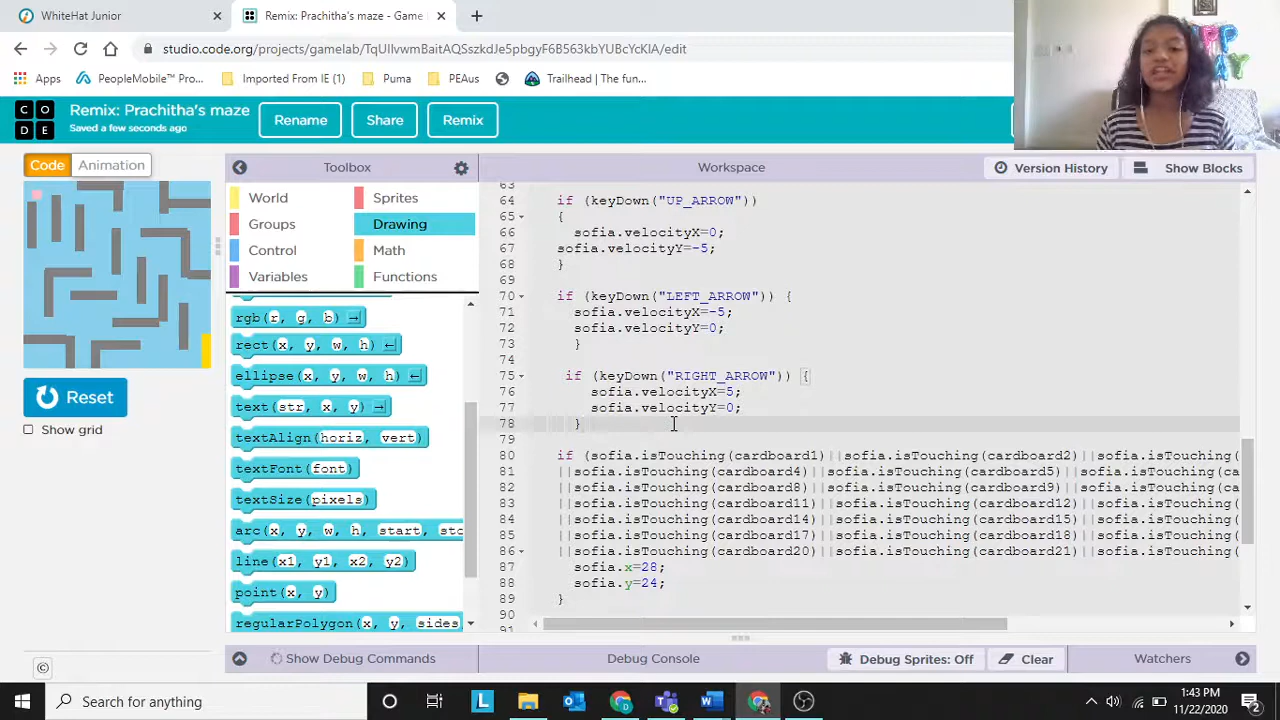 WhiteHat Junior
Remix: Prachitha's maze - Game
studio.code.org/projects/gamelab/TqUIlvwmBaitAQSszkdJe5pbgyF6B563kbYUBcYcKIA/edit
Apps
PeopleMobile™ Pro...
Imported From IE (1)
Puma
PEAus
Trailhead | The fun...
C O
D E
Remix: Prachitha's maze
Saved a few seconds ago
Rename
Share
Remix
Code
Animation
Toolbox
Workspace
Version History
Show Blocks
World
Sprites
Groups
Drawing
Control
Math
Variables
Functions
rgb(r, g, b)
rect(x, y, w, h)
ellipse(x, y, w, h)
text(str, x, y)
textAlign(horiz, vert)
textFont(font)
textSize(pixels)
arc(x, y, w, h, start, sto
line(x1, y1, x2, y2)
point(x, y)
regularPolygon(x, y, sides
Reset
Show grid
63
64 if (keyDown("UP_ARROW"))
65 {
66 sofia.velocityX=0;
67 sofia.velocityY=-5;
68 }
69
70 if (keyDown("LEFT_ARROW")) {
71 sofia.velocityX=-5;
72 sofia.velocityY=0;
73 }
74
75 if (keyDown("RIGHT_ARROW")) {
76 sofia.velocityX=5;
77 sofia.velocityY=0;
78 }
79
80 if (sofia.isTouching(cardboard1)||sofia.isTouching(cardboard2)||sofia.isTouching(
81 ||sofia.isTouching(cardboard4)||sofia.isTouching(cardboard5)||sofia.isTouching(ca
82 ||sofia.isTouching(cardboard8)||sofia.isTouching(cardboard9)||sofia.isTouching(ca
83 ||sofia.isTouching(cardboard11)||sofia.isTouching(cardboard12)||sofia.isTouching(
84 ||sofia.isTouching(cardboard14)||sofia.isTouching(cardboard15)||sofia.isTouching(
85 ||sofia.isTouching(cardboard17)||sofia.isTouching(cardboard18)||sofia.isTouching(
86 ||sofia.isTouching(cardboard20)||sofia.isTouching(cardboard21)||sofia.isTouching(
87 sofia.x=28;
88 sofia.y=24;
89 }
90
91
Show Debug Commands
Debug Console
Debug Sprites: Off
Clear
Watchers
Search for anything
1:43 PM
11/22/2020
2